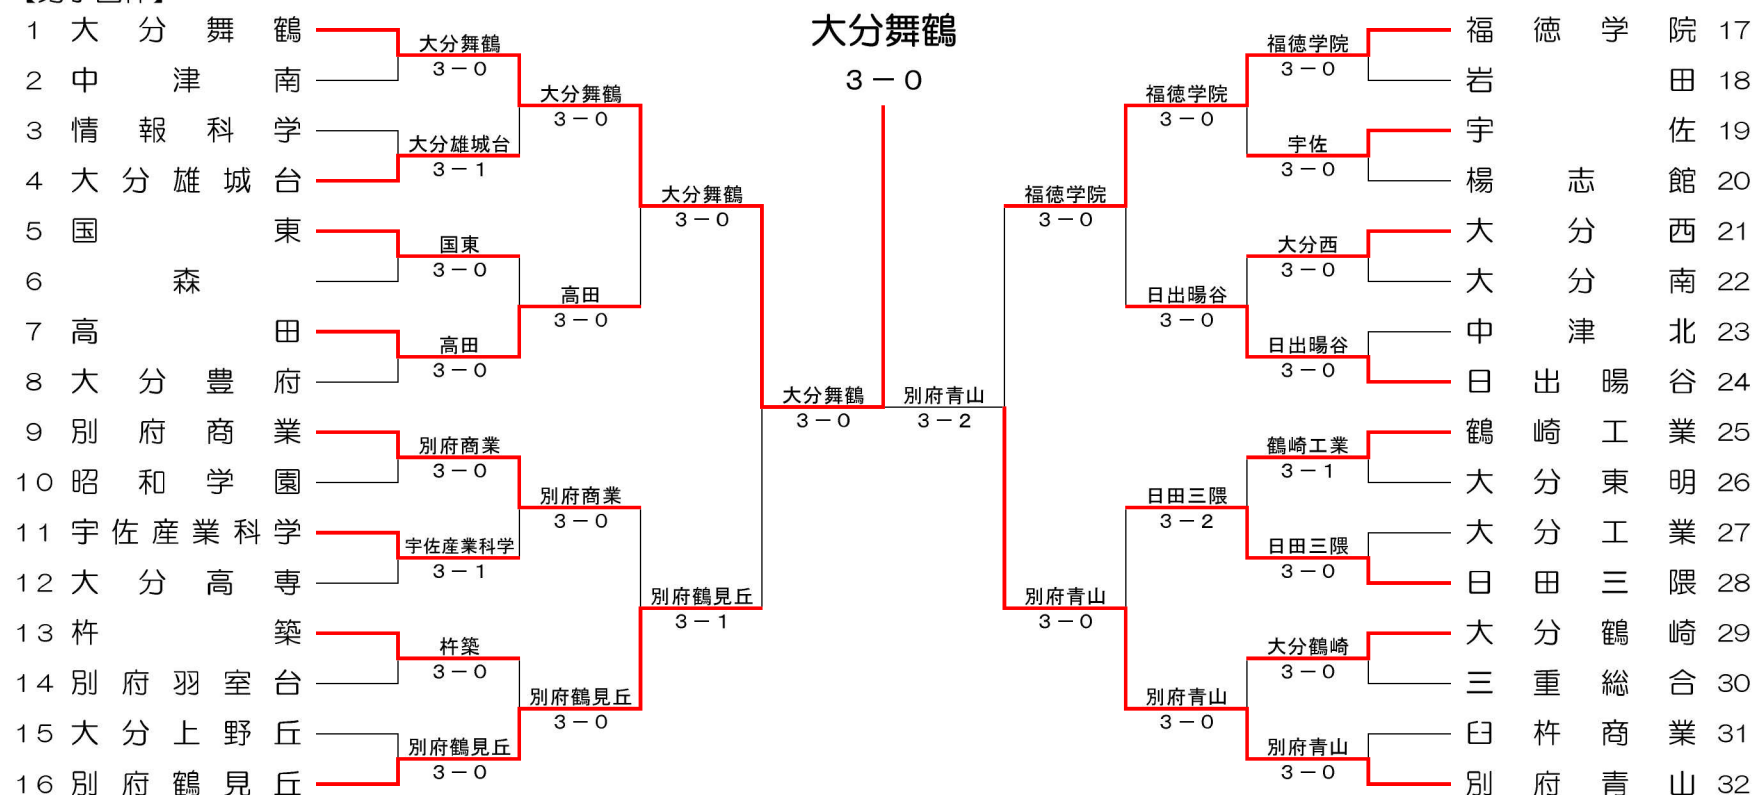 1 大分舞鶴
2 中津南
3 情報科学
4 大分雄城台
5 国東
6 森
7 高田
8 大分豊府
9 別府商業
10 昭和学園
11 宇佐産業科学
12 大分高専
13 杵築
14 別府羽室台
15 大分上野丘
16 別府鶴見丘
大分舞鶴
3-0
大分雄城台
3-1
国東
3-0
高田
3-0
別府商業
3-0
宇佐産業科学
3-1
杵築
3-0
別府鶴見丘
3-0
大分舞鶴
3-0
高田
3-0
別府商業
3-0
別府鶴見丘
3-0
大分舞鶴
3-0
別府鶴見丘
3-1
大分舞鶴
3-0
大分舞鶴
3-0
別府青山
3-2
福徳学院
3-0
別府青山
3-0
福徳学院
3-0
日出暘谷
3-0
日田三隈
3-2
別府青山
3-0
福徳学院
3-0
宇佐
3-0
大分西
3-0
日出暘谷
3-0
鶴崎工業
3-1
日田三隈
3-0
大分鶴崎
3-0
別府青山
3-0
福徳学院 17
岩田 18
宇佐 19
楊志館 20
大分西 21
大分南 22
中津北 23
日出暘谷 24
鶴崎工業 25
大分東明 26
大分工業 27
日田三隈 28
大分鶴崎 29
三重総合 30
臼杵商業 31
別府青山 32